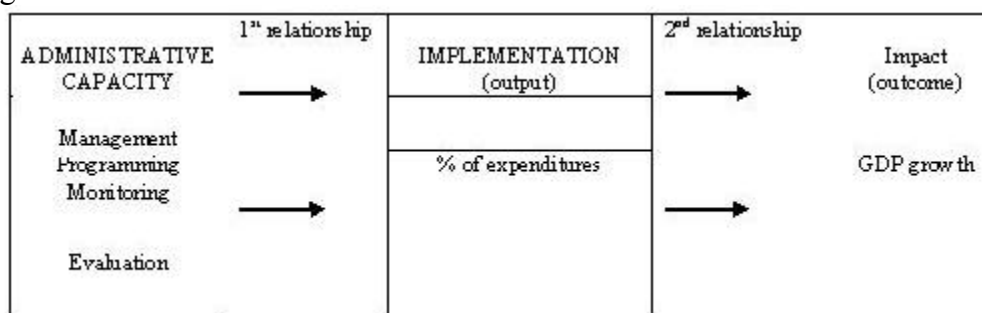 1st relationship
2nd relationship
ADMINISTRATIVE
CAPACITY
IMPLEMENTATION
(output)
Impact
(outcome)
Management
Programming
Monitoring
% of expenditures
GDP growth
Evaluation